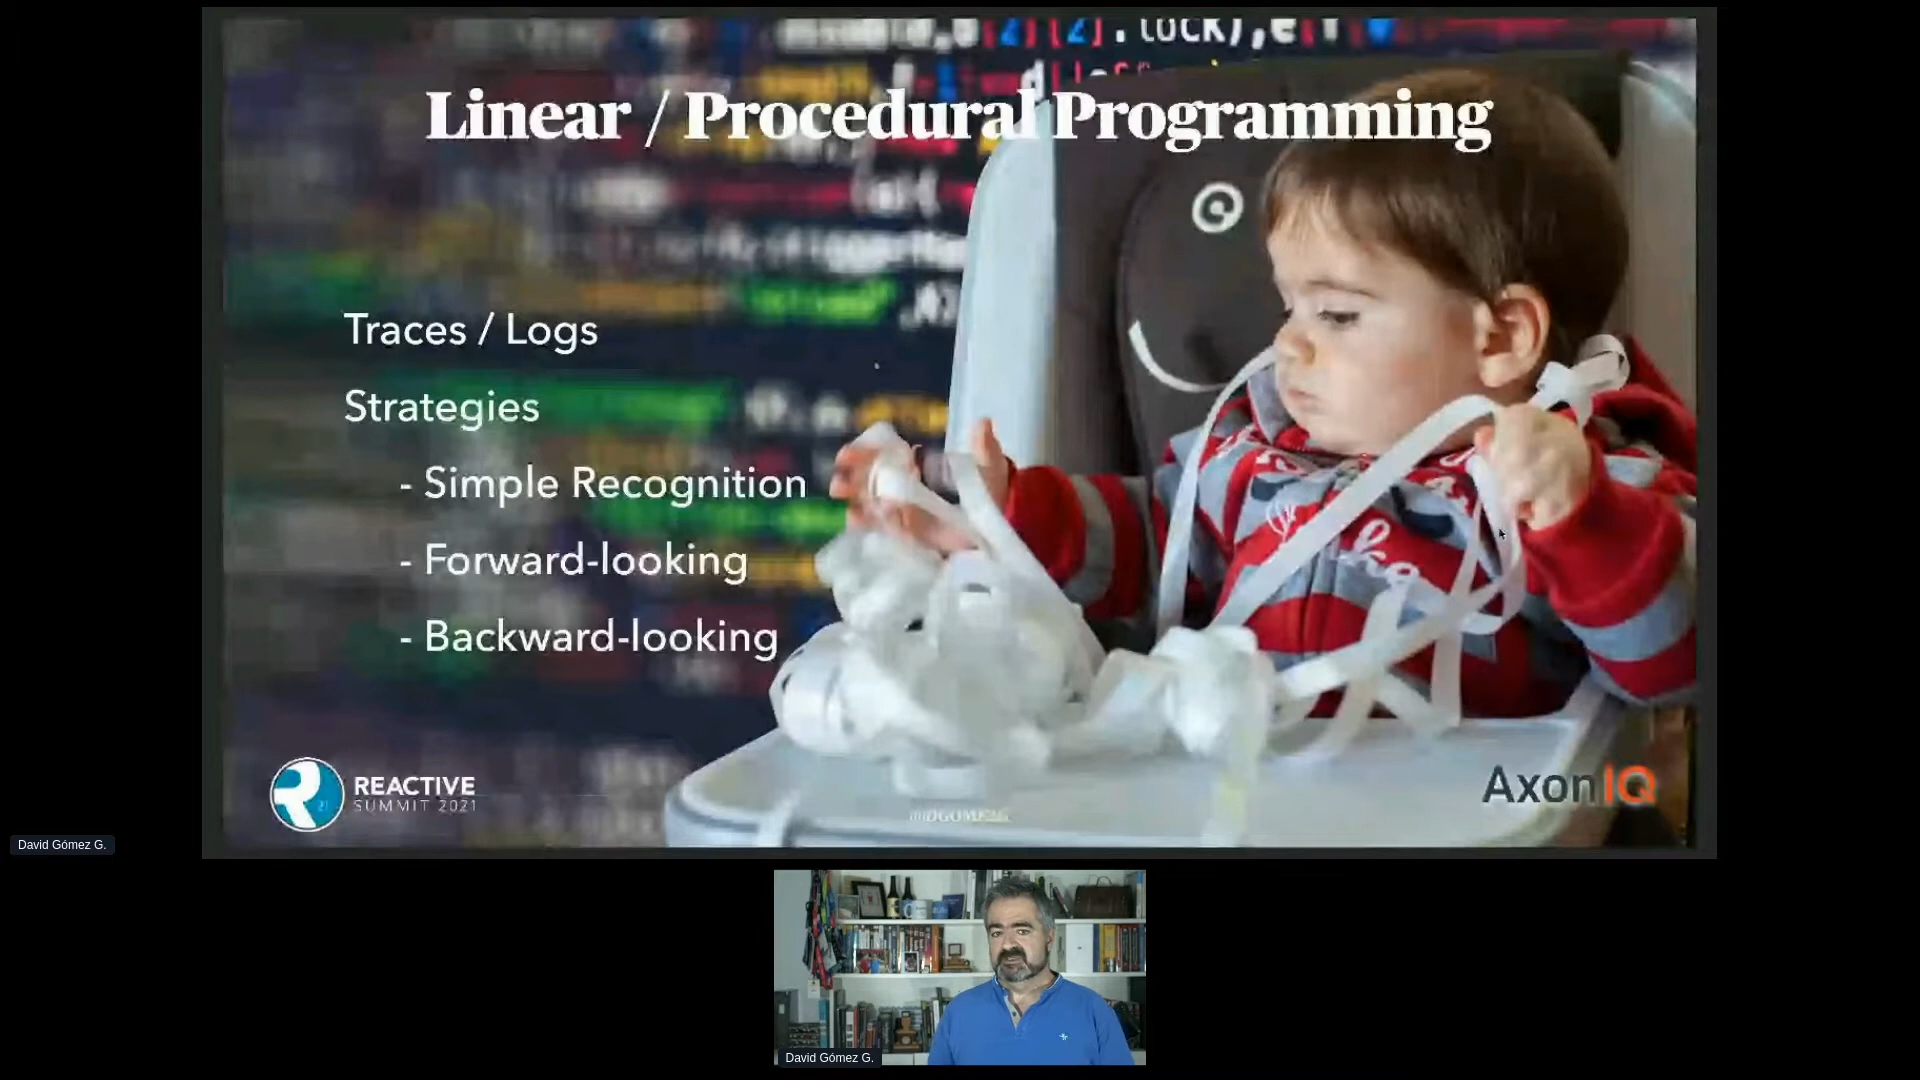 Linear / Procedural Programming
Traces / Logs
Strategies
- Simple Recognition
- Forward-looking
- Backward-looking
REACTIVE
SUMMIT 2021
@DGOMEZG
AxonIQ
David Gómez G.
David Gómez G.